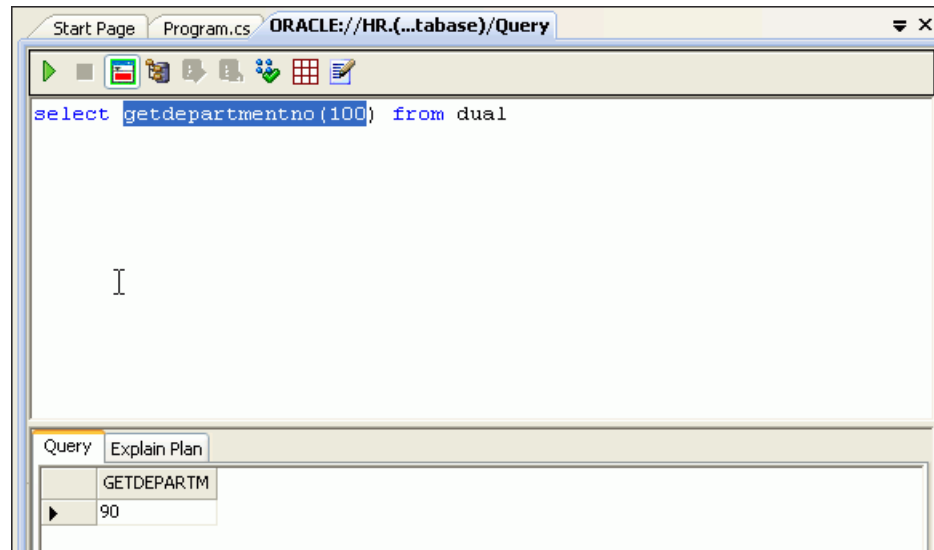 Start Page Program.cs ORACLE://HR.(...tabase)/Query
select getdepartmentno(100) from dual
Query Explain Plan
GETDEPARTM
90